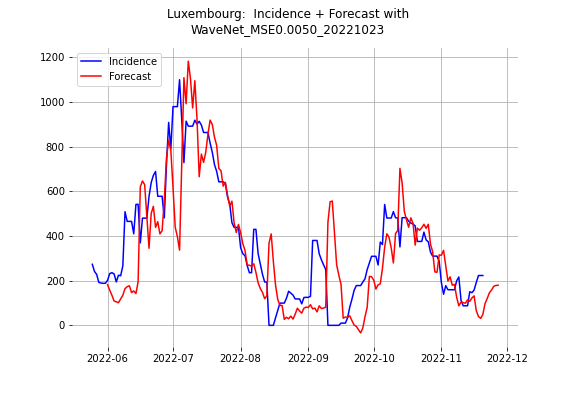 Luxembourg:  Incidence + Forecast with
WaveNet_MSE0.0050_20221023
Incidence
Forecast
1200
1000
800
600
400
200
0
2022-06 2022-07 2022-08 2022-09 2022-10 2022-11 2022-12